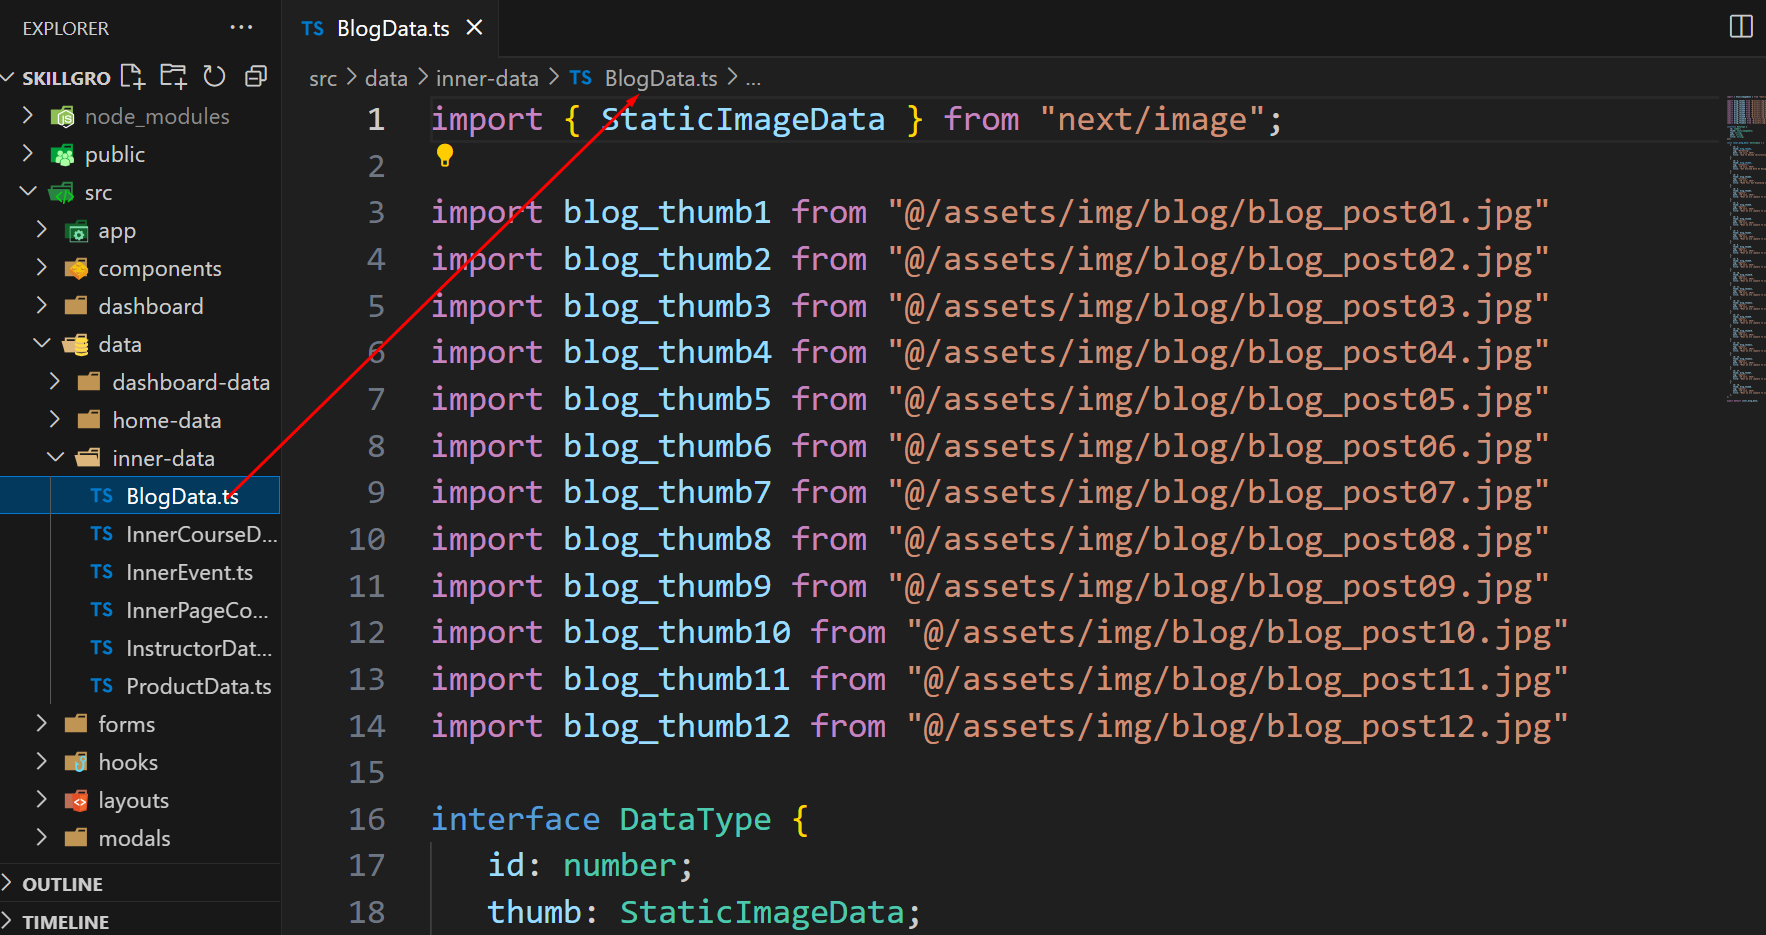 EXPLORER ...
SKILLGRO
node_modules
public
src
app
components
dashboard
data
dashboard-data
home-data
inner-data
TS BlogData.ts
TS InnerCourseD...
TS InnerEvent.ts
TS InnerPageCo...
TS InstructorDat...
TS ProductData.ts
forms
hooks
layouts
modals
OUTLINE
TIMELINE
TS BlogData.ts
src > data > inner-data > TS BlogData.ts > ...
1 import { StaticImageData } from "next/image";
2
3 import blog_thumb1 from "@/assets/img/blog/blog_post01.jpg"
4 import blog_thumb2 from "@/assets/img/blog/blog_post02.jpg"
5 import blog_thumb3 from "@/assets/img/blog/blog_post03.jpg"
6 import blog_thumb4 from "@/assets/img/blog/blog_post04.jpg"
7 import blog_thumb5 from "@/assets/img/blog/blog_post05.jpg"
8 import blog_thumb6 from "@/assets/img/blog/blog_post06.jpg"
9 import blog_thumb7 from "@/assets/img/blog/blog_post07.jpg"
10 import blog_thumb8 from "@/assets/img/blog/blog_post08.jpg"
11 import blog_thumb9 from "@/assets/img/blog/blog_post09.jpg"
12 import blog_thumb10 from "@/assets/img/blog/blog_post10.jpg"
13 import blog_thumb11 from "@/assets/img/blog/blog_post11.jpg"
14 import blog_thumb12 from "@/assets/img/blog/blog_post12.jpg"
15
16 interface DataType {
17 id: number;
18 thumb: StaticImageData;